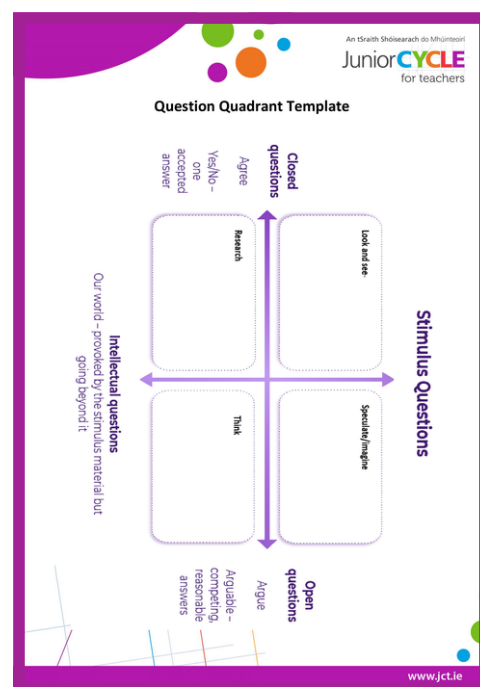 An tSraith Shóisearach do Mhúinteoirí
JuniorCYCLE
for teachers
Question Quadrant Template
Stimulus Questions
Closed
questions
Agree
Yes/No –
one
accepted
answer
Look and see-
Speculate/imagine
Research
Think
Open
questions
Argue
Arguable –
competing,
reasonable
answers
Intellectual questions
Our world – provoked by the stimulus material but
going beyond it
www.jct.ie